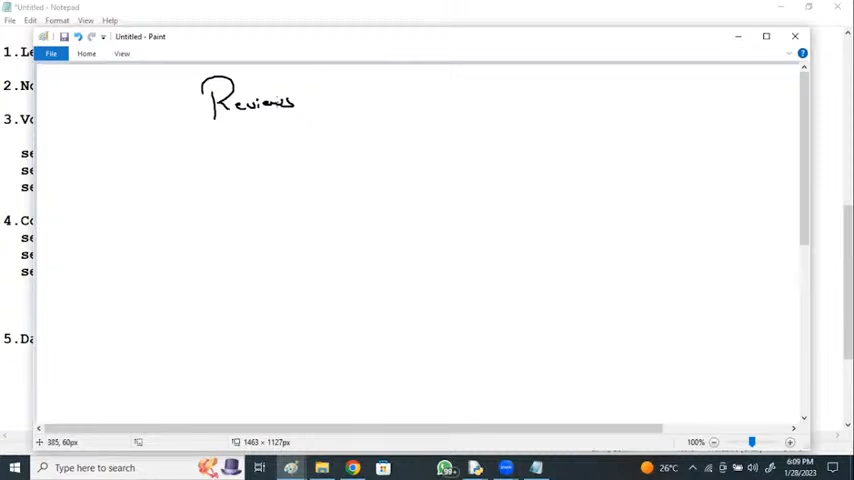 *Untitled - Notepad
File Edit Format View Help
Untitled - Paint
File Home View
1.Le
2.No
3.Vo
se
se
se
4.Co
se
se
se
5.Da
Reviews
385, 60px
1463 × 1127px
100%
Type here to search
99+
26°C
6:09 PM
1/28/2023